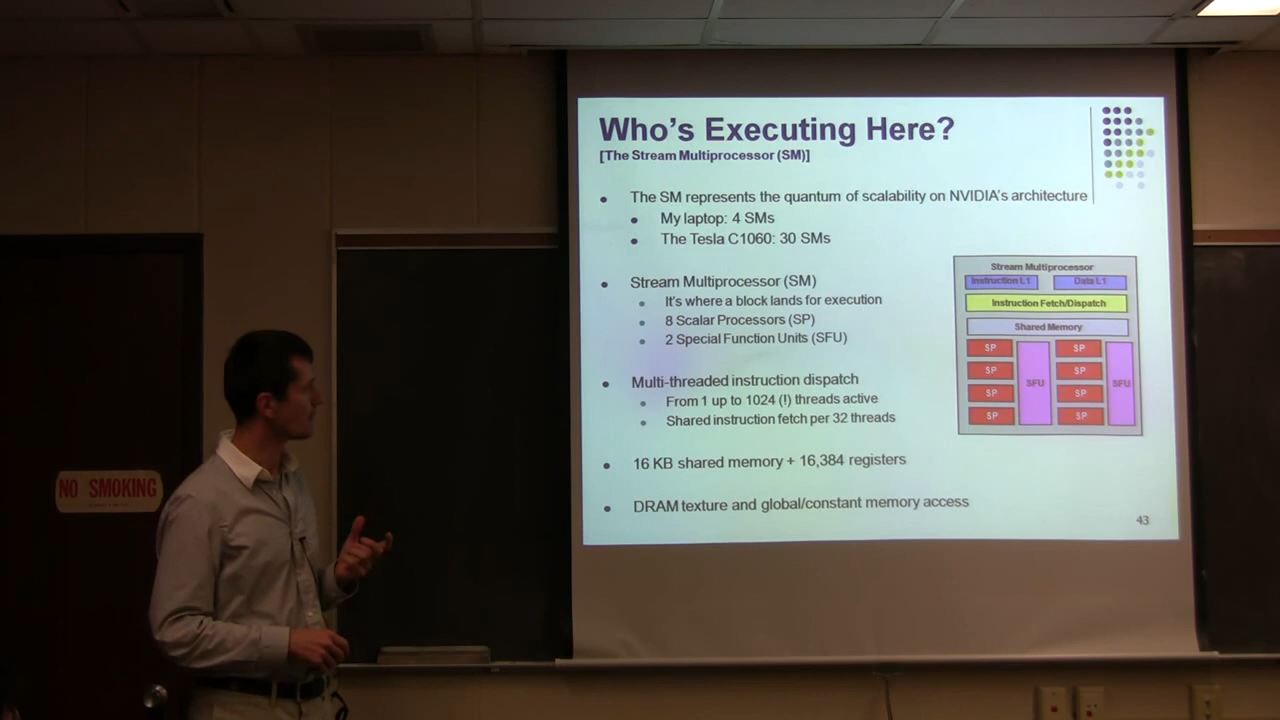 Who's Executing Here?
[The Stream Multiprocessor (SM)]
The SM represents the quantum of scalability on NVIDIA's architecture
My laptop: 4 SMs
The Tesla C1060: 30 SMs
Stream Multiprocessor (SM)
It's where a block lands for execution
8 Scalar Processors (SP)
2 Special Function Units (SFU)
Multi-threaded instruction dispatch
From 1 up to 1024 (!) threads active
Shared instruction fetch per 32 threads
16 KB shared memory + 16,384 registers
DRAM texture and global/constant memory access
Stream Multiprocessor
Instruction L1 Data L1
Instruction Fetch/Dispatch
Shared Memory
SP SP
SP SP
SFU SFU
SP SP
SP SP
43
NO SMOKING